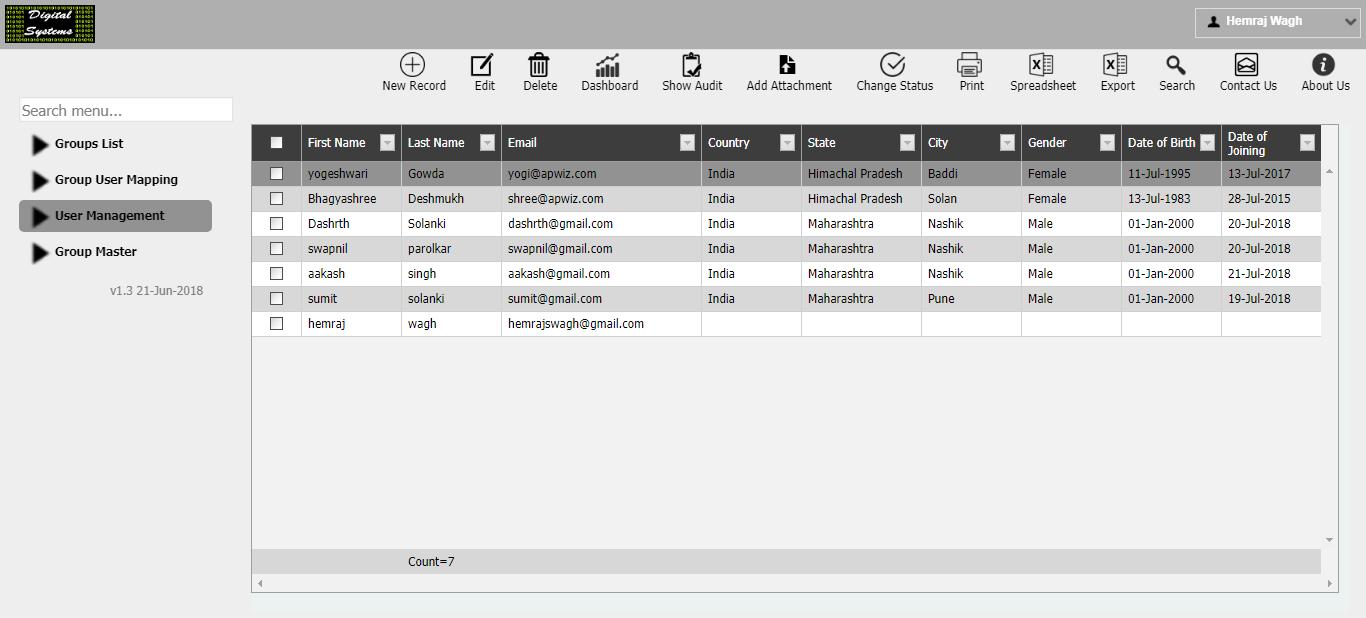 Digital
Systems
Hemraj Wagh
New Record Edit Delete Dashboard Show Audit Add Attachment Change Status Print Spreadsheet Export Search Contact Us About Us
Search menu...
Groups List
Group User Mapping
User Management
Group Master
v1.3 21-Jun-2018
First Name Last Name Email Country State City Gender Date of Birth Date of Joining
yogeshwari Gowda yogi@apwiz.com India Himachal Pradesh Baddi Female 11-Jul-1995 13-Jul-2017
Bhagyashree Deshmukh shree@apwiz.com India Himachal Pradesh Solan Female 13-Jul-1983 28-Jul-2015
Dashrth Solanki dashrth@gmail.com India Maharashtra Nashik Male 01-Jan-2000 20-Jul-2018
swapnil parolkar swapnil@gmail.com India Maharashtra Nashik Male 01-Jan-2000 20-Jul-2018
aakash singh aakash@gmail.com India Maharashtra Nashik Male 01-Jan-2000 21-Jul-2018
sumit solanki sumit@gmail.com India Maharashtra Pune Male 01-Jan-2000 19-Jul-2018
hemraj wagh hemrajswagh@gmail.com
Count=7